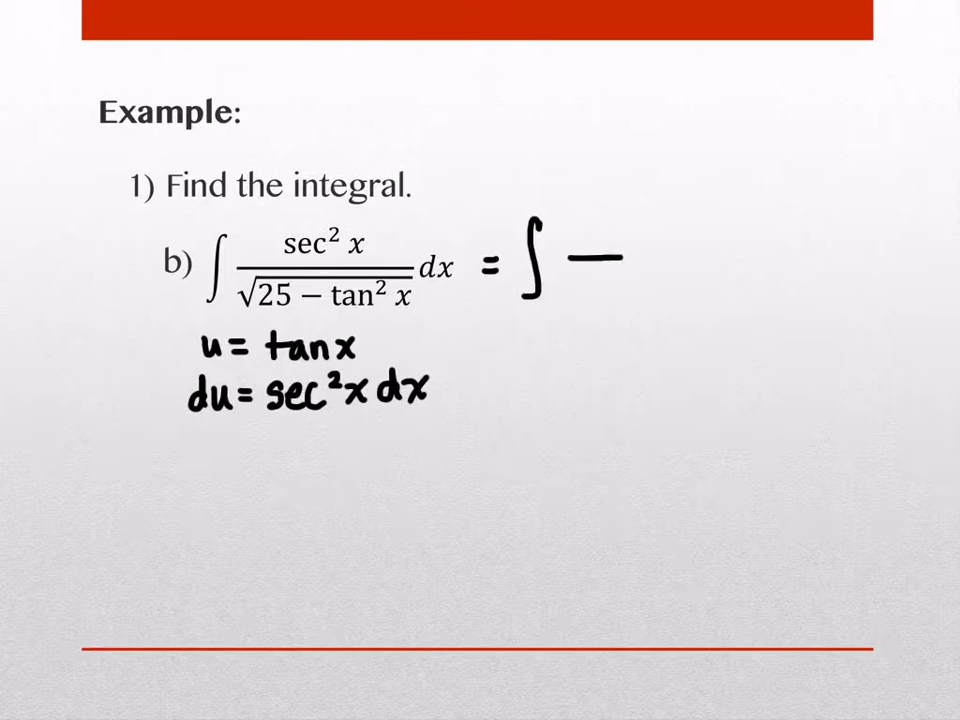 Example:
1) Find the integral.
b) ∫ sec² x / √(25 − tan² x) dx = ∫ —
u = tan x
du = sec² x dx